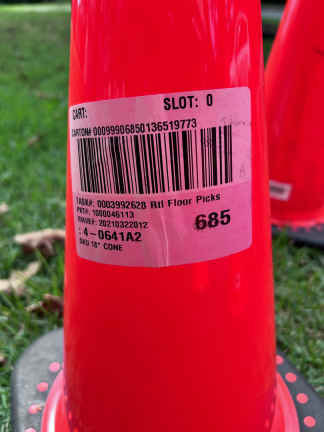 CART: SLOT: 0
CARTON# 00099906850136519773
TASK#: 0003992628 Rtl Floor Picks
PKT#: 1000046113
WAVE#: 20210322012 685
: 4-0641A2
SKU 18" CONE